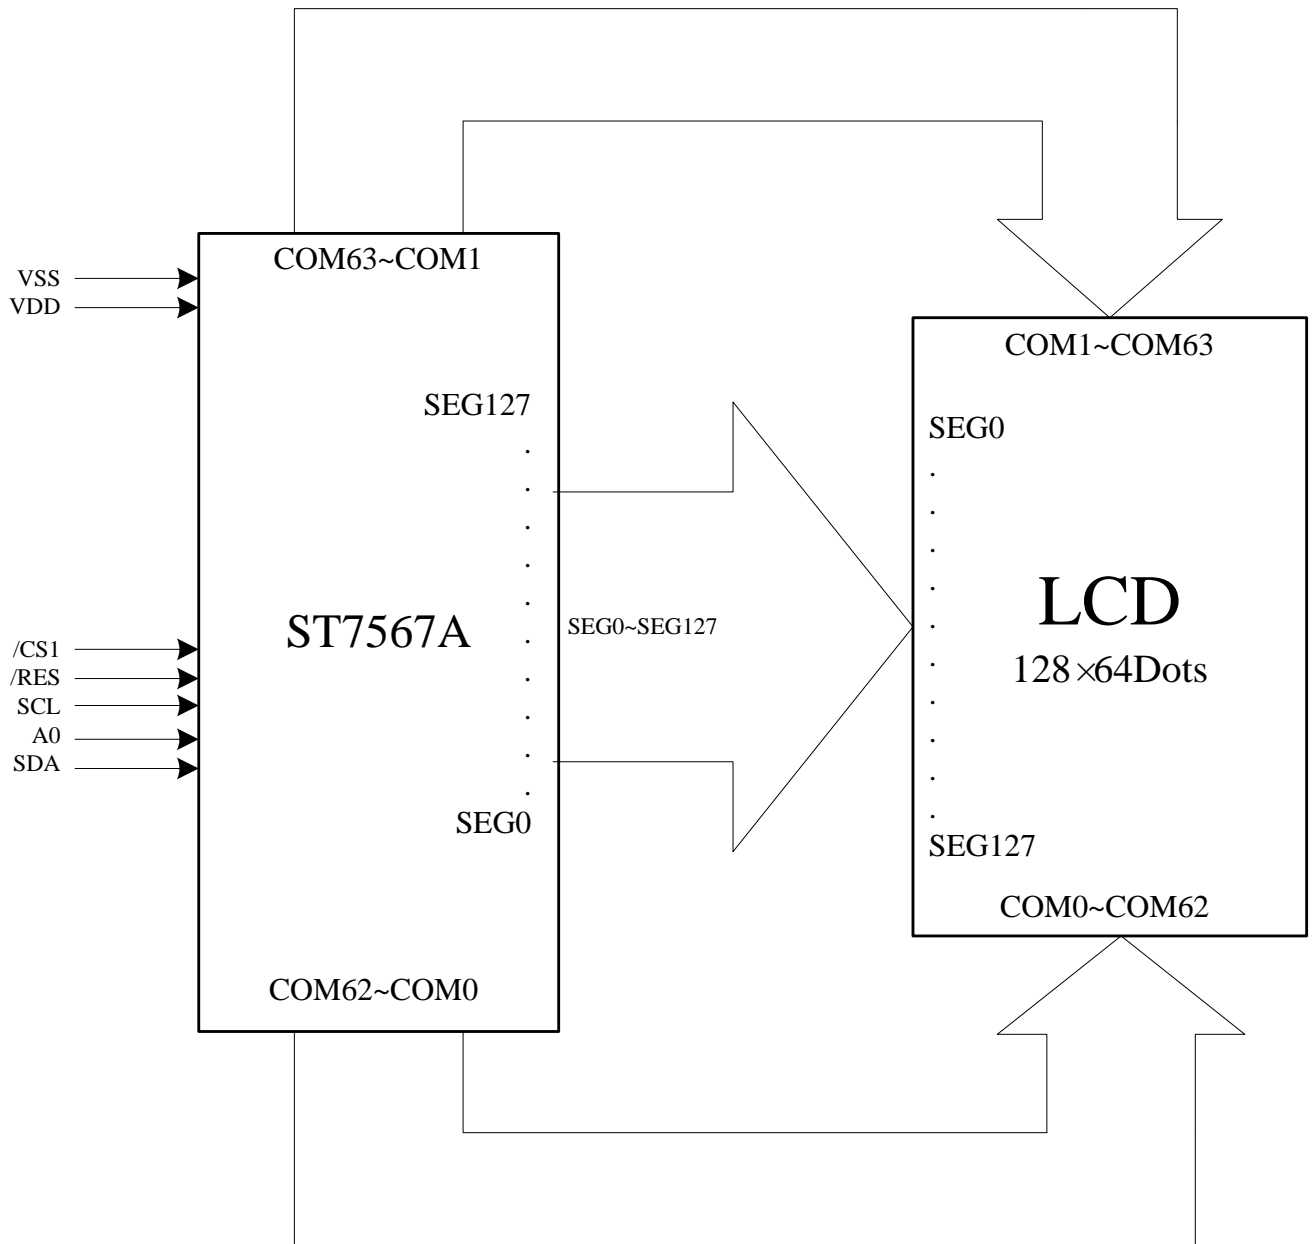 COM63~COM1
VSS
VDD
COM1~COM63
SEG127
SEG0
ST7567A
SEG0~SEG127
LCD
128×64Dots
/CS1
/RES
SCL
A0
SDA
SEG0
SEG127
COM0~COM62
COM62~COM0